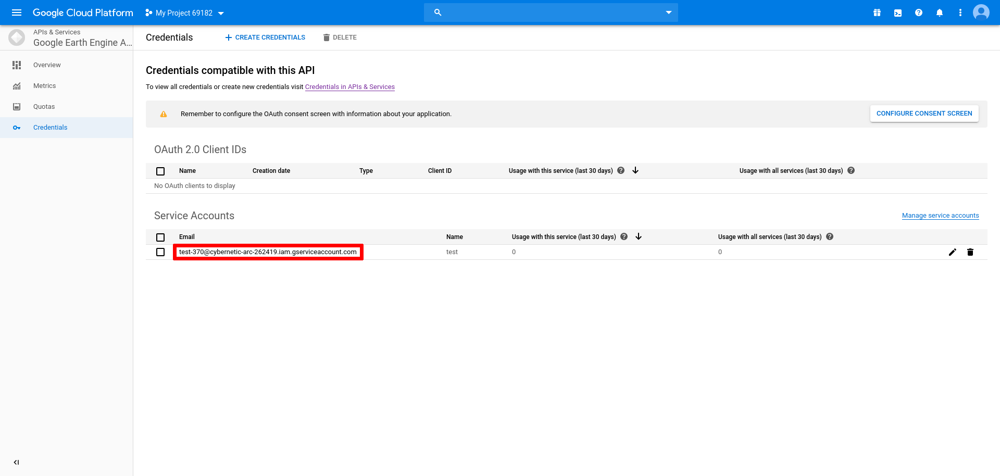 Google Cloud Platform My Project 69182
APIs & Services
Google Earth Engine A...
Credentials CREATE CREDENTIALS DELETE
Overview
Metrics
Quotas
Credentials
Credentials compatible with this API
To view all credentials or create new credentials visit Credentials in APIs & Services
Remember to configure the OAuth consent screen with information about your application. CONFIGURE CONSENT SCREEN
OAuth 2.0 Client IDs
Name Creation date Type Client ID Usage with this service (last 30 days) Usage with all services (last 30 days)
No OAuth clients to display
Service Accounts Manage service accounts
Email Name Usage with this service (last 30 days) Usage with all services (last 30 days)
test-370@cybernetic-arc-262419.iam.gserviceaccount.com test 0 0